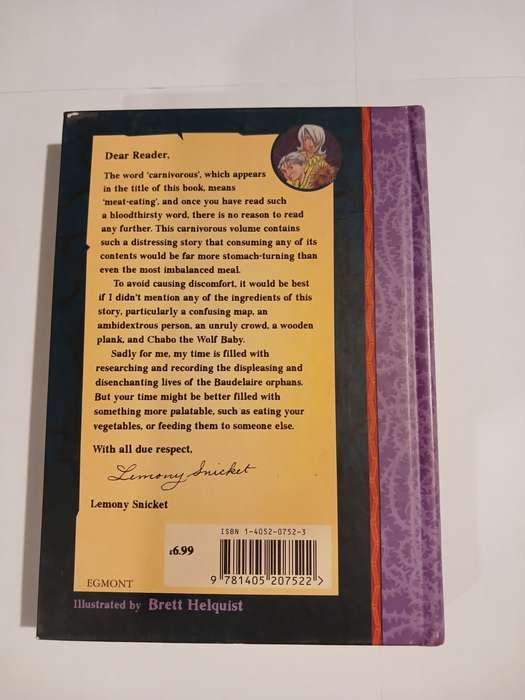 Dear Reader,
The word 'carnivorous', which appears
in the title of this book, means
'meat-eating', and once you have read such
a bloodthirsty word, there is no reason to read
any further. This carnivorous volume contains
such a distressing story that consuming any of its
contents would be far more stomach-turning than
even the most imbalanced meal.
To avoid causing discomfort, it would be best
if I didn't mention any of the ingredients of this
story, particularly a confusing map, an
ambidextrous person, an unruly crowd, a wooden
plank, and Chabo the Wolf Baby.
Sadly for me, my time is filled with
researching and recording the displeasing and
disenchanting lives of the Baudelaire orphans.
But your time might be better filled with
something more palatable, such as eating your
vegetables, or feeding them to someone else.
With all due respect,
Lemony Snicket
Lemony Snicket
ISBN 1-4052-0752-3
£6.99
9 781405 207522 >
EGMONT
Illustrated by Brett Helquist